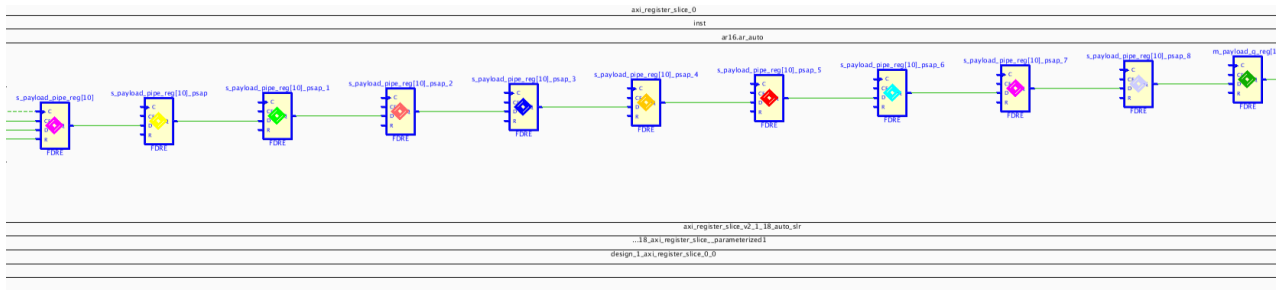 axi_register_slice_0
inst
ar16.ar_auto
s_payload_pipe_reg[10]
s_payload_pipe_reg[10]_psap
s_payload_pipe_reg[10]_psap_1
s_payload_pipe_reg[10]_psap_2
s_payload_pipe_reg[10]_psap_3
s_payload_pipe_reg[10]_psap_4
s_payload_pipe_reg[10]_psap_5
s_payload_pipe_reg[10]_psap_6
s_payload_pipe_reg[10]_psap_7
s_payload_pipe_reg[10]_psap_8
m_payload_q_reg[1
C
D
R
FDRE
C
D
R
FDRE
C
D
R
FDRE
C
D
R
FDRE
C
D
R
FDRE
C
D
R
FDRE
C
D
R
FDRE
C
D
R
FDRE
C
D
R
FDRE
C
D
R
FDRE
C
D
R
FDRE
axi_register_slice_v2_1_18_auto_slr
...18_axi_register_slice__parameterized1
design_1_axi_register_slice_0_0